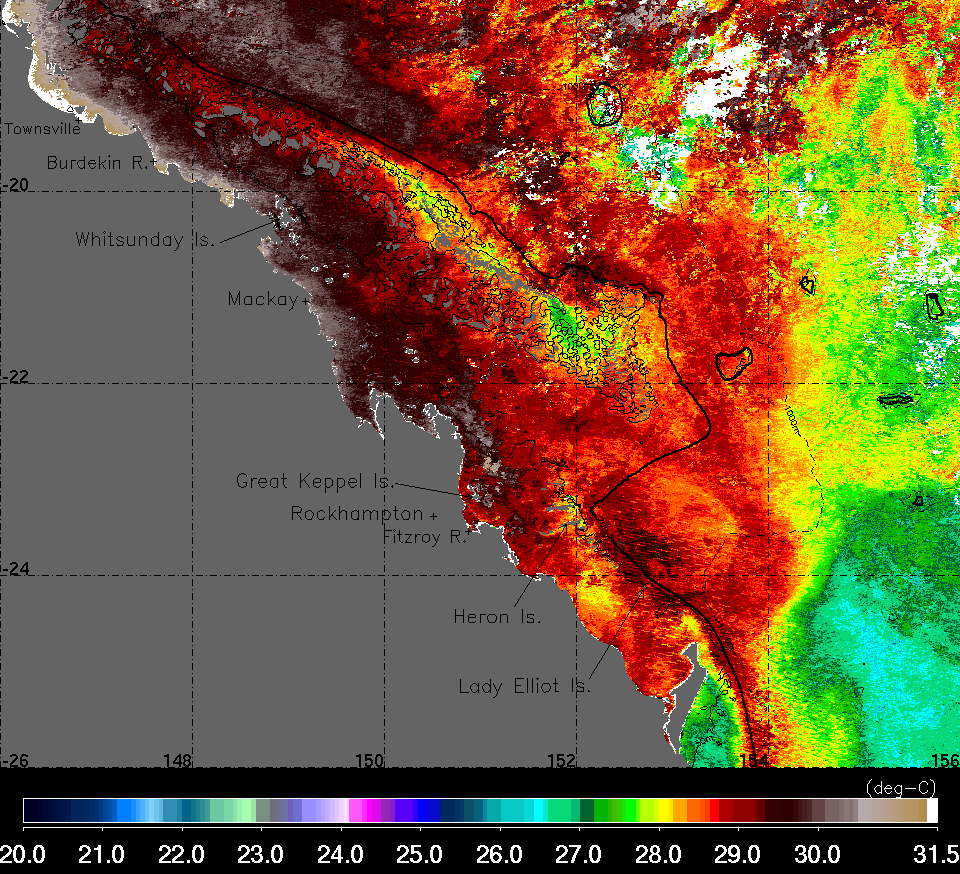 Townsville
Burdekin R.
-20
Whitsunday Is.
Mackay
-22
1000m
Great Keppel Is.
Rockhampton
Fitzroy R.
-24
Heron Is.
Lady Elliot Is.
-26 148 150 152 154 156
(deg-C)
20.0 21.0 22.0 23.0 24.0 25.0 26.0 27.0 28.0 29.0 30.0 31.5